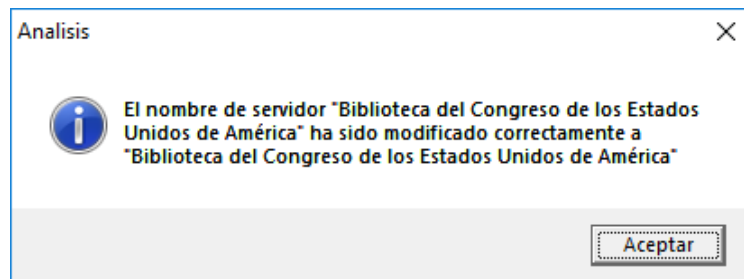 Analisis
El nombre de servidor "Biblioteca del Congreso de los Estados
Unidos de América" ha sido modificado correctamente a
"Biblioteca del Congreso de los Estados Unidos de América"
Aceptar